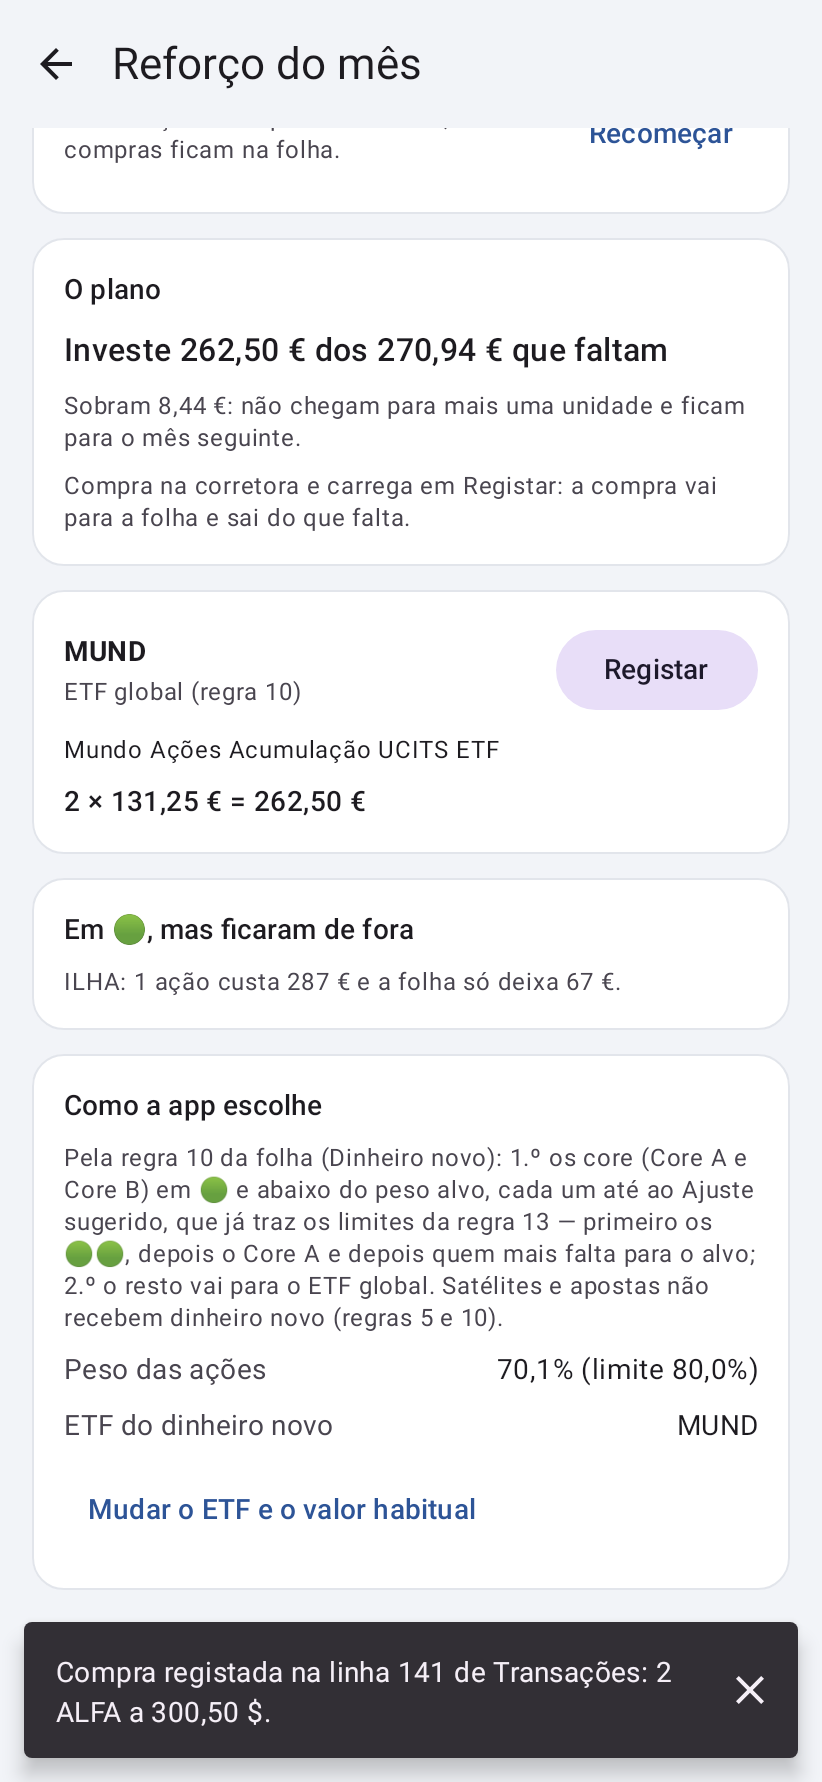 Reforço do mês
compras ficam na folha.
Recomeçar
O plano
Investe 262,50 € dos 270,94 € que faltam
Sobram 8,44 €: não chegam para mais uma unidade e ficam
para o mês seguinte.
Compra na corretora e carrega em Registar: a compra vai
para a folha e sai do que falta.
MUND
ETF global (regra 10)
Registar
Mundo Ações Acumulação UCITS ETF
2 × 131,25 € = 262,50 €
Em 🟢, mas ficaram de fora
ILHA: 1 ação custa 287 € e a folha só deixa 67 €.
Como a app escolhe
Pela regra 10 da folha (Dinheiro novo): 1.º os core (Core A e
Core B) em 🟢 e abaixo do peso alvo, cada um até ao Ajuste
sugerido, que já traz os limites da regra 13 — primeiro os
🟢🟢, depois o Core A e depois quem mais falta para o alvo;
2.º o resto vai para o ETF global. Satélites e apostas não
recebem dinheiro novo (regras 5 e 10).
Peso das ações 70,1% (limite 80,0%)
ETF do dinheiro novo MUND
Mudar o ETF e o valor habitual
Compra registada na linha 141 de Transações: 2
ALFA a 300,50 $.